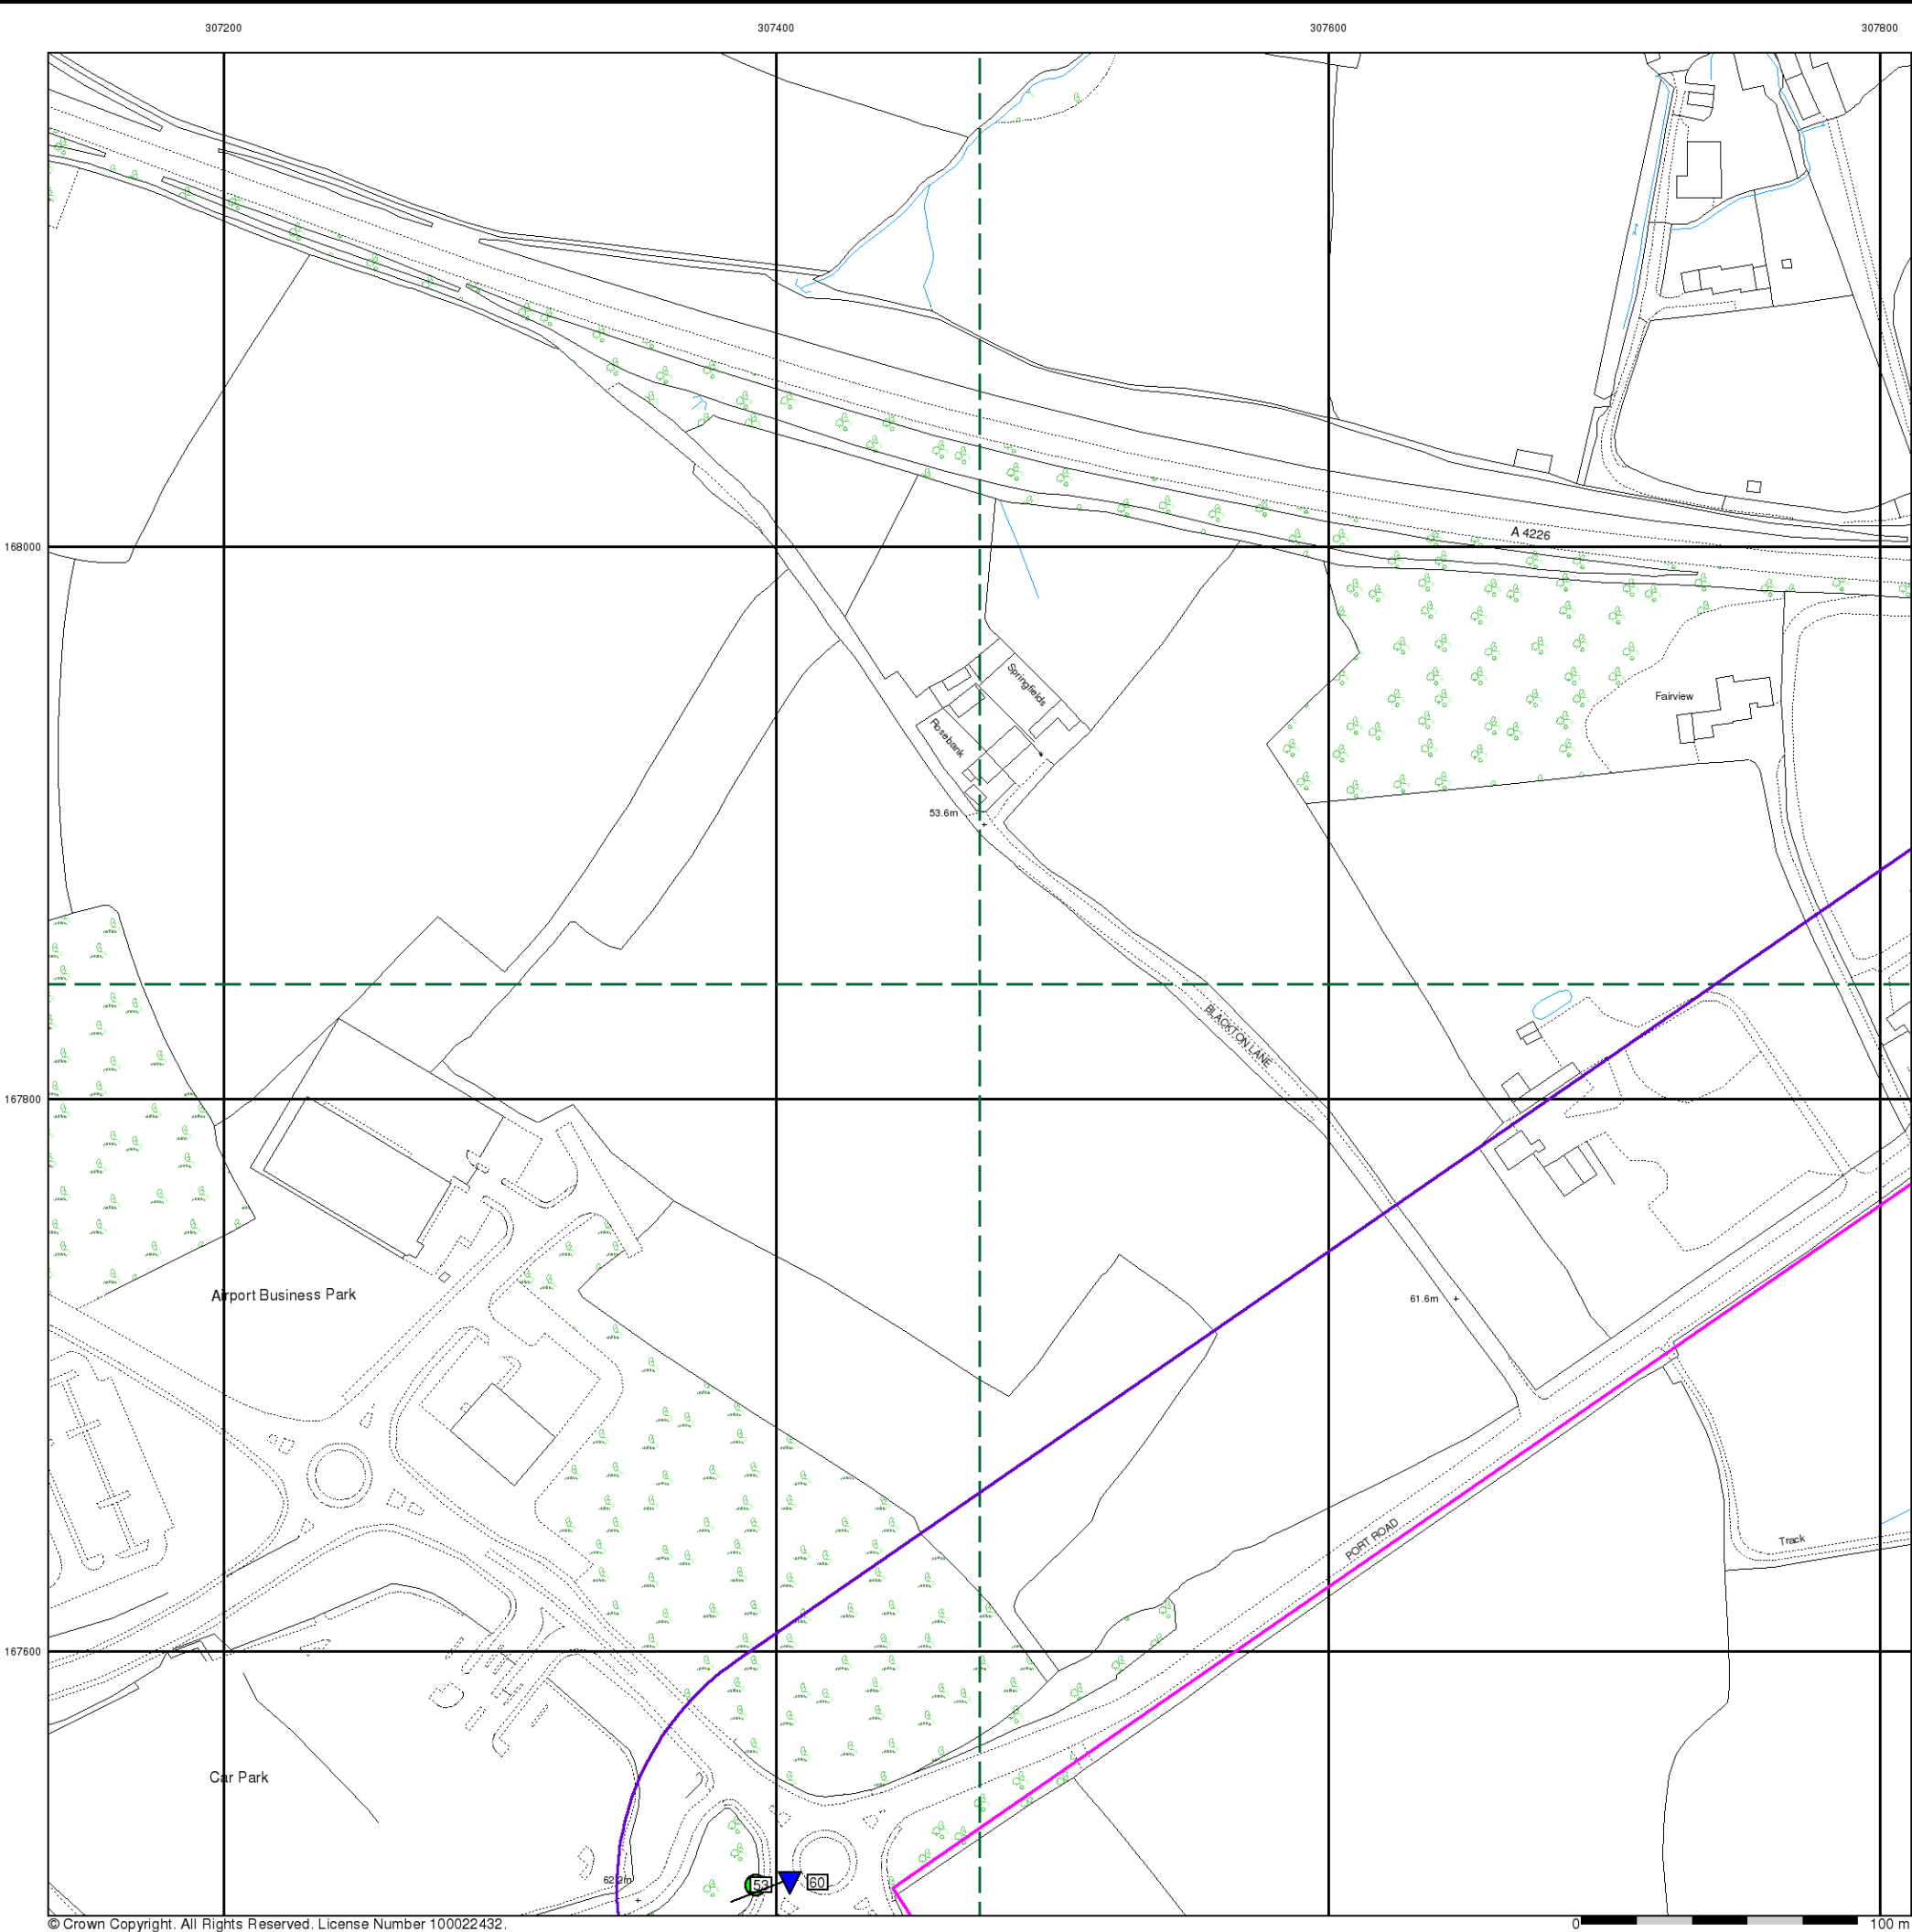 307200 307400 307600 307800
168000
A 4226
Springfields
Rosebank
Fairview
53.6m
BLACKTON LANE
167800
Airport Business Park
61.6m
PORT ROAD
Track
167600
Car Park
62.2m
53
60
© Crown Copyright. All Rights Reserved. License Number 100022432.
0 100 m